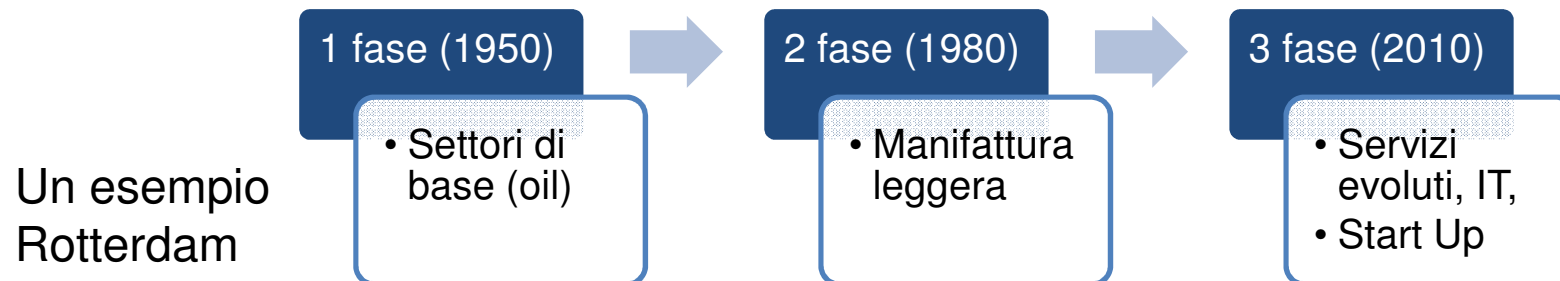 Un esempio
Rotterdam
1 fase (1950)
• Settori di
base (oil)
2 fase (1980)
• Manifattura
leggera
3 fase (2010)
• Servizi
evoluti, IT,
• Start Up